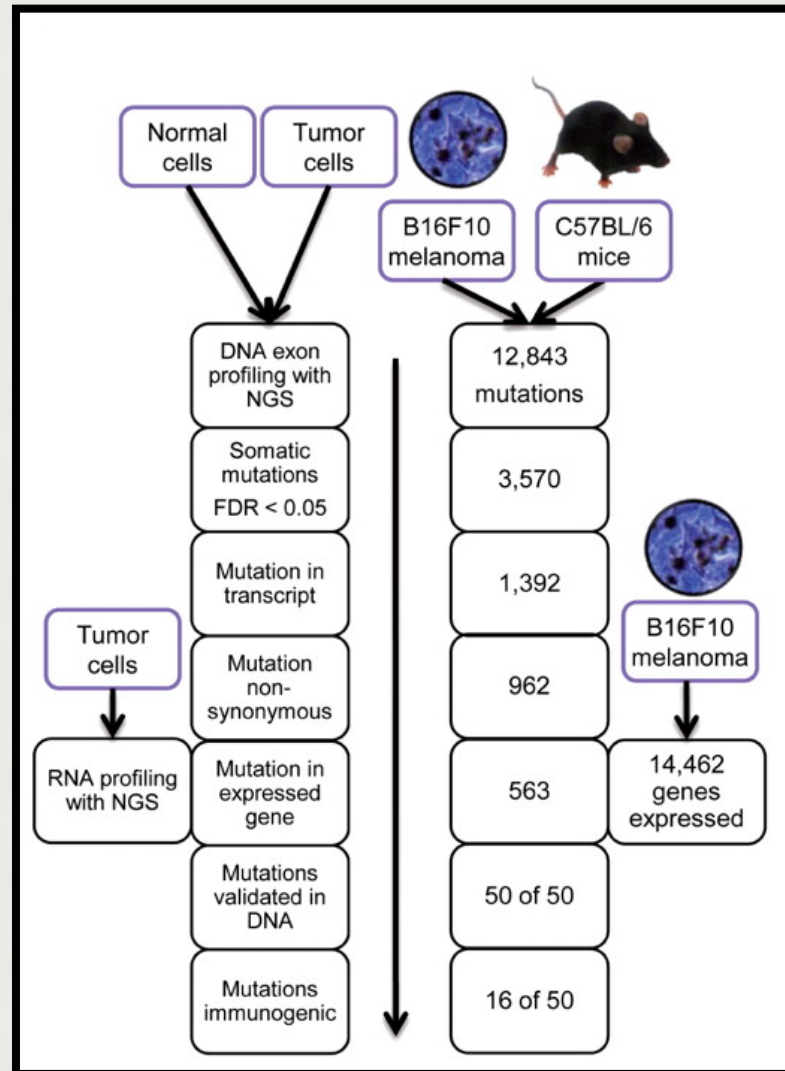 Normal
cells
Tumor
cells
B16F10
melanoma
C57BL/6
mice
DNA exon
profiling with
NGS
12,843
mutations
Somatic
mutations
FDR < 0.05
3,570
Mutation in
transcript
1,392
Tumor
cells
Mutation
non-
synonymous
962
B16F10
melanoma
RNA profiling
with NGS
Mutation in
expressed
gene
563
14,462
genes
expressed
Mutations
validated in
DNA
50 of 50
Mutations
immunogenic
16 of 50